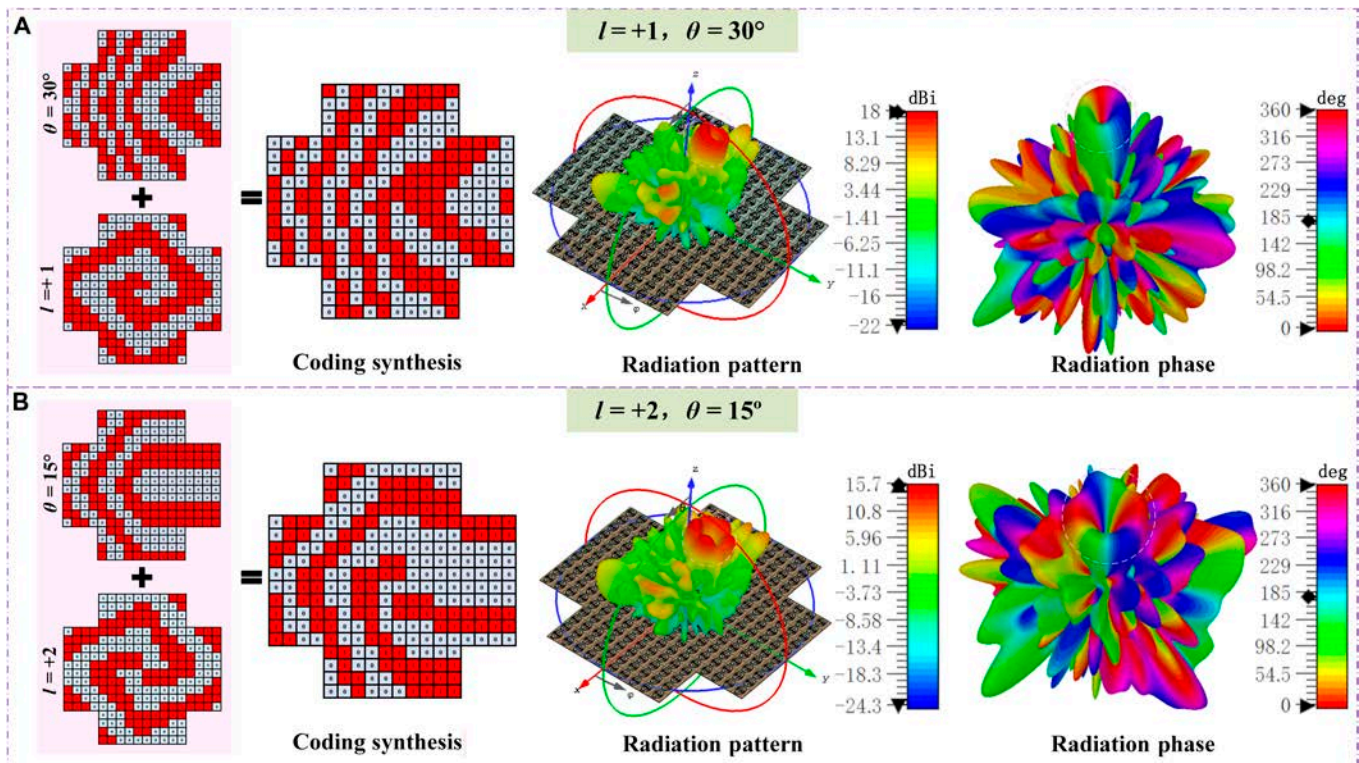 A
l = +1, θ = 30°
θ = 30°
+
l = + 1
=
Coding synthesis
z
x
φ
Y
Radiation pattern
dBi
18
13.1
8.29
3.44
-1.41
-6.25
-11.1
-16
-22
Radiation phase
deg
360
316
273
229
185
142
98.2
54.5
0
B
l = +2, θ = 15°
θ = 15°
+
l = +2
=
Coding synthesis
z
x
φ
Y
Radiation pattern
dBi
15.7
10.8
5.96
1.11
-3.73
-8.58
-13.4
-18.3
-24.3
Radiation phase
deg
360
316
273
229
185
142
98.2
54.5
0